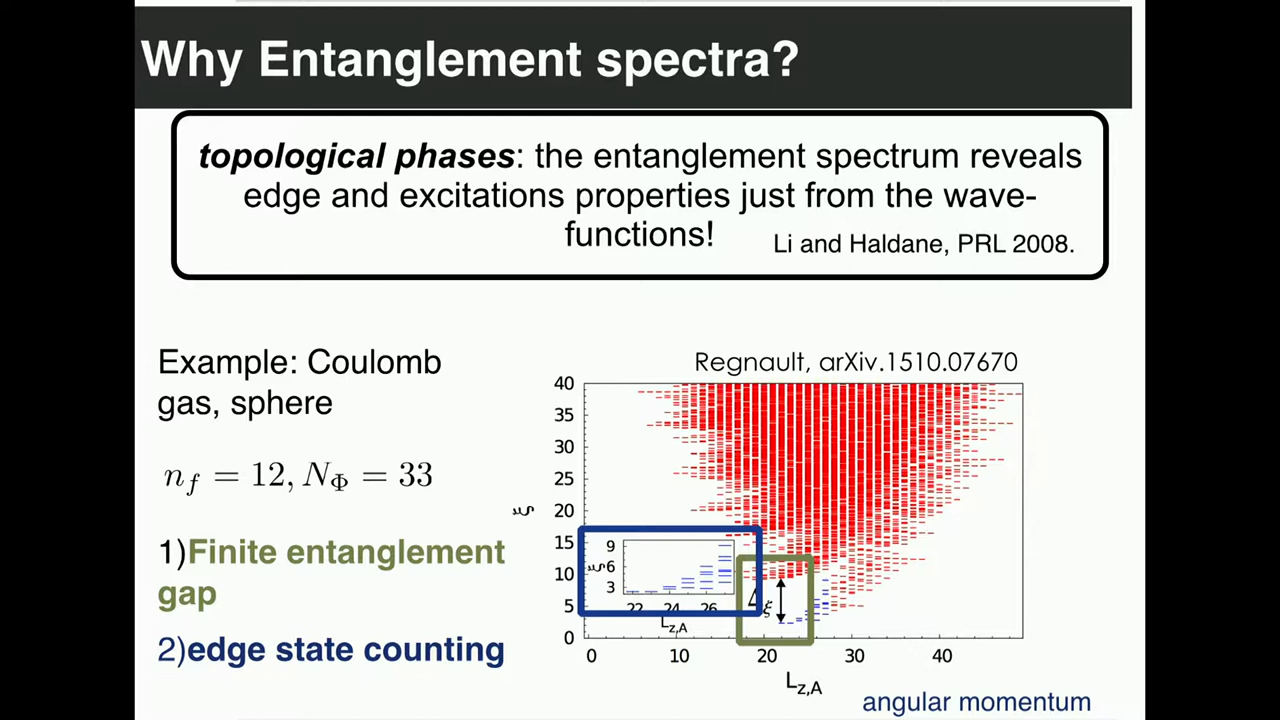 Why Entanglement spectra?
topological phases: the entanglement spectrum reveals
edge and excitations properties just from the wave-
functions!
Li and Haldane, PRL 2008.
Example: Coulomb
gas, sphere
n_f = 12, N_Φ = 33
1)Finite entanglement
gap
2)edge state counting
Regnault, arXiv.1510.07670
40
35
30
25
20
15
10
5
0
ξ
9
6
3
ξ
22 24 26
L_{z,A}
Δξ
0 10 20 30 40
L_{z,A}
angular momentum